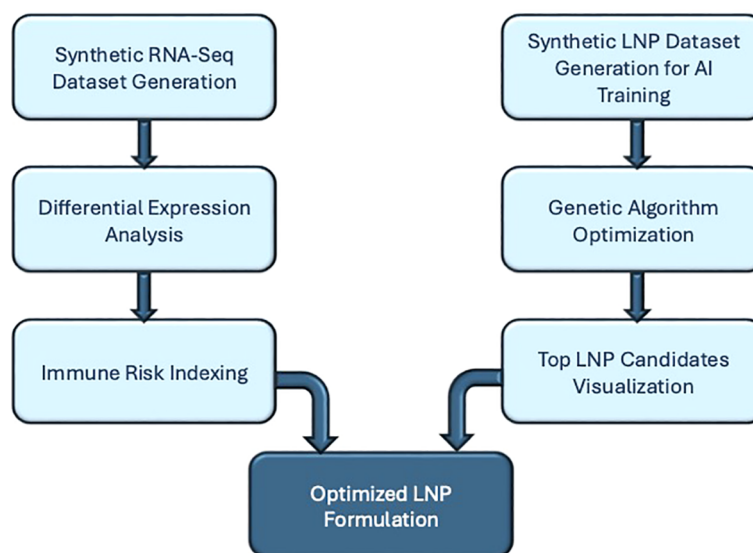 Synthetic RNA-Seq
Dataset Generation
Differential Expression
Analysis
Immune Risk Indexing
Synthetic LNP Dataset
Generation for AI
Training
Genetic Algorithm
Optimization
Top LNP Candidates
Visualization
Optimized LNP
Formulation